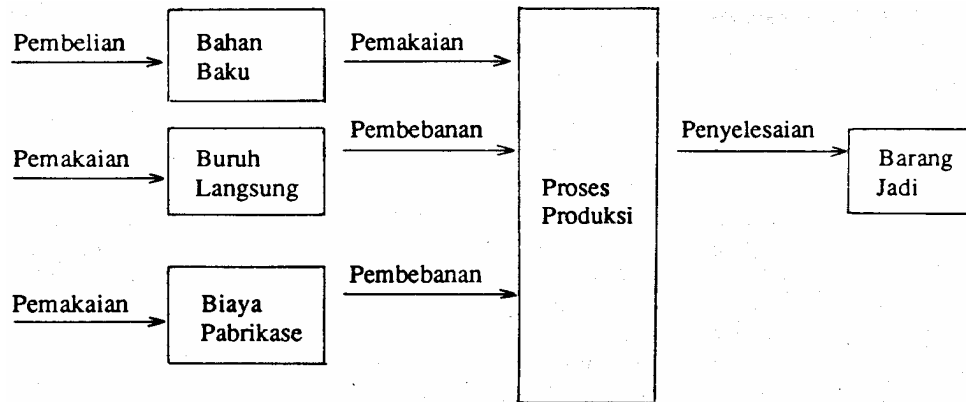 Pembelian
Bahan
Baku
Pemakaian
Pemakaian
Buruh
Langsung
Pembebanan
Proses
Produksi
Penyelesaian
Barang
Jadi
Pemakaian
Biaya
Pabrikase
Pembebanan